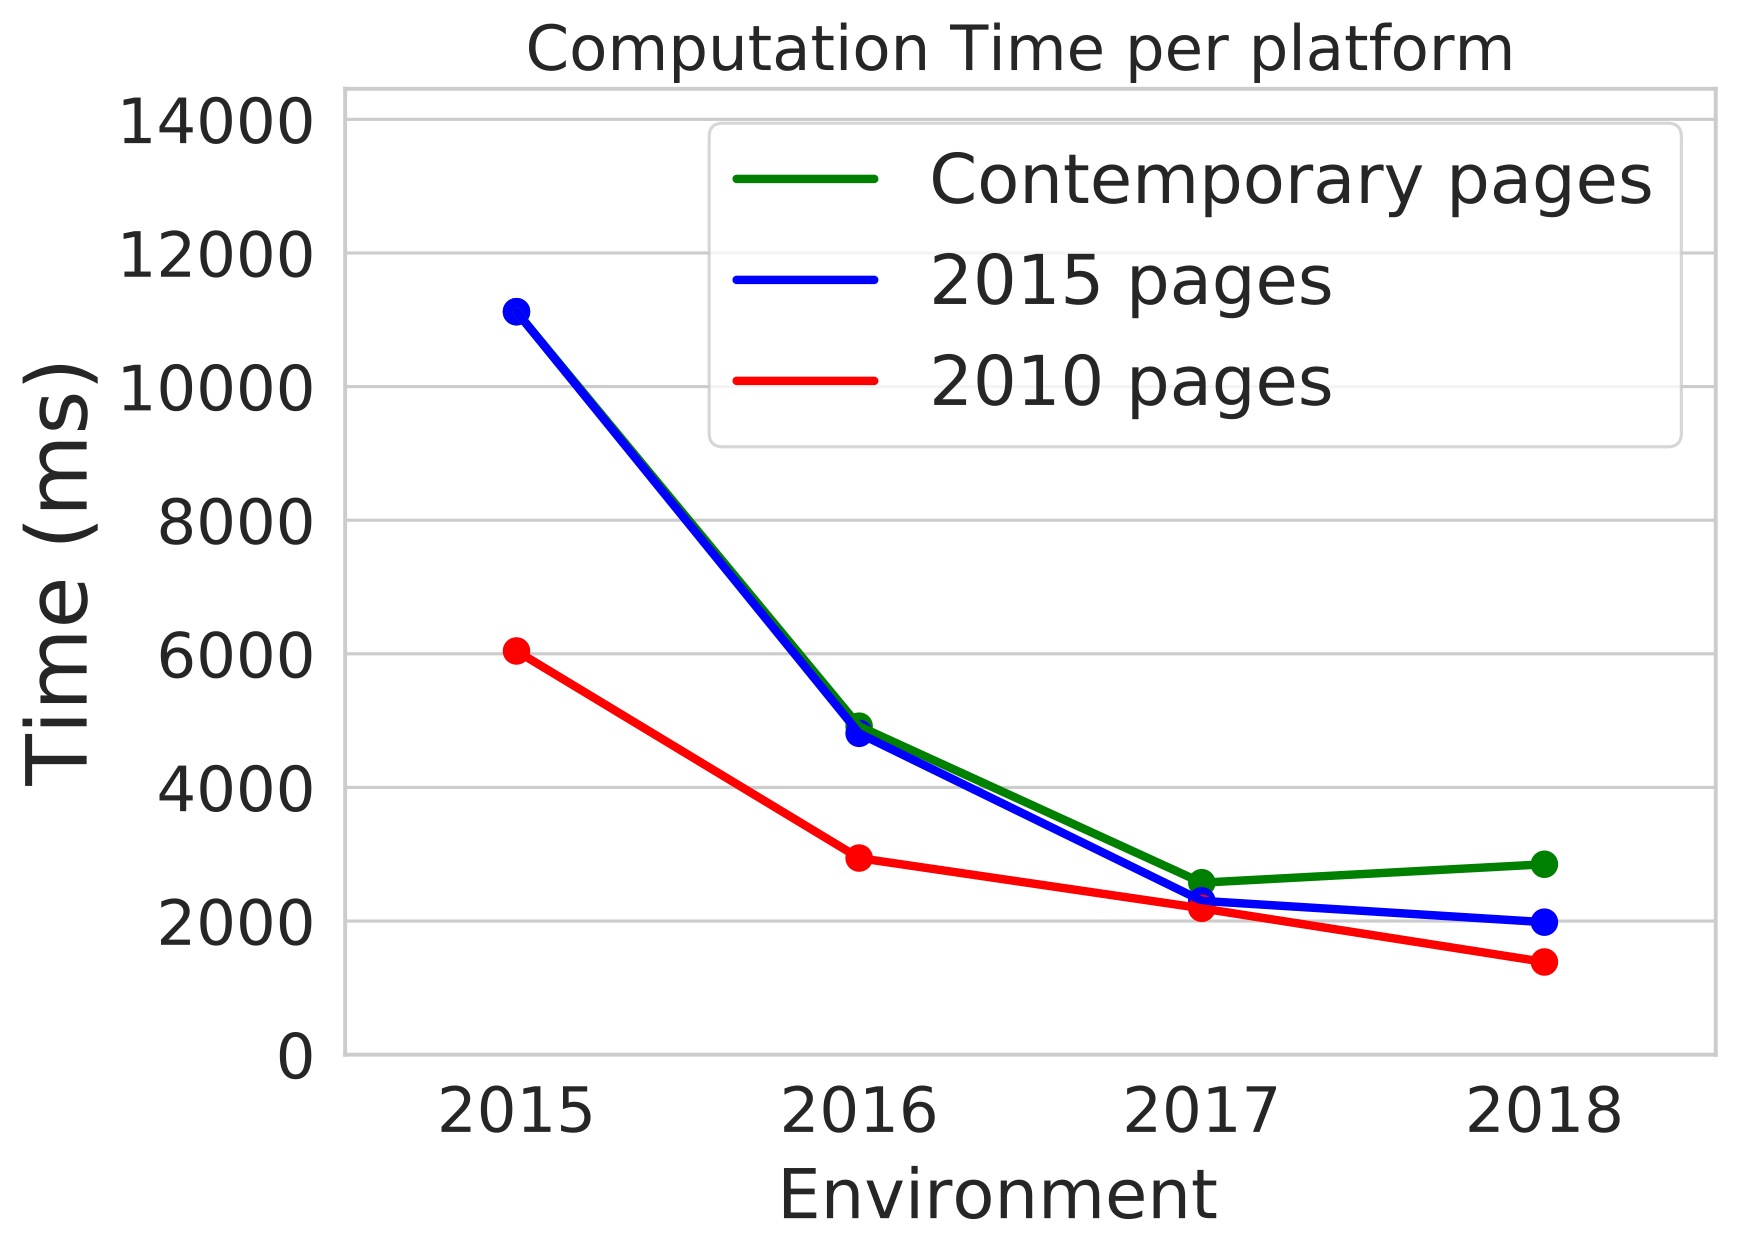 Computation Time per platform
14000
12000
10000
8000
6000
4000
2000
0
Time (ms)
Contemporary pages
2015 pages
2010 pages
2015 2016 2017 2018
Environment